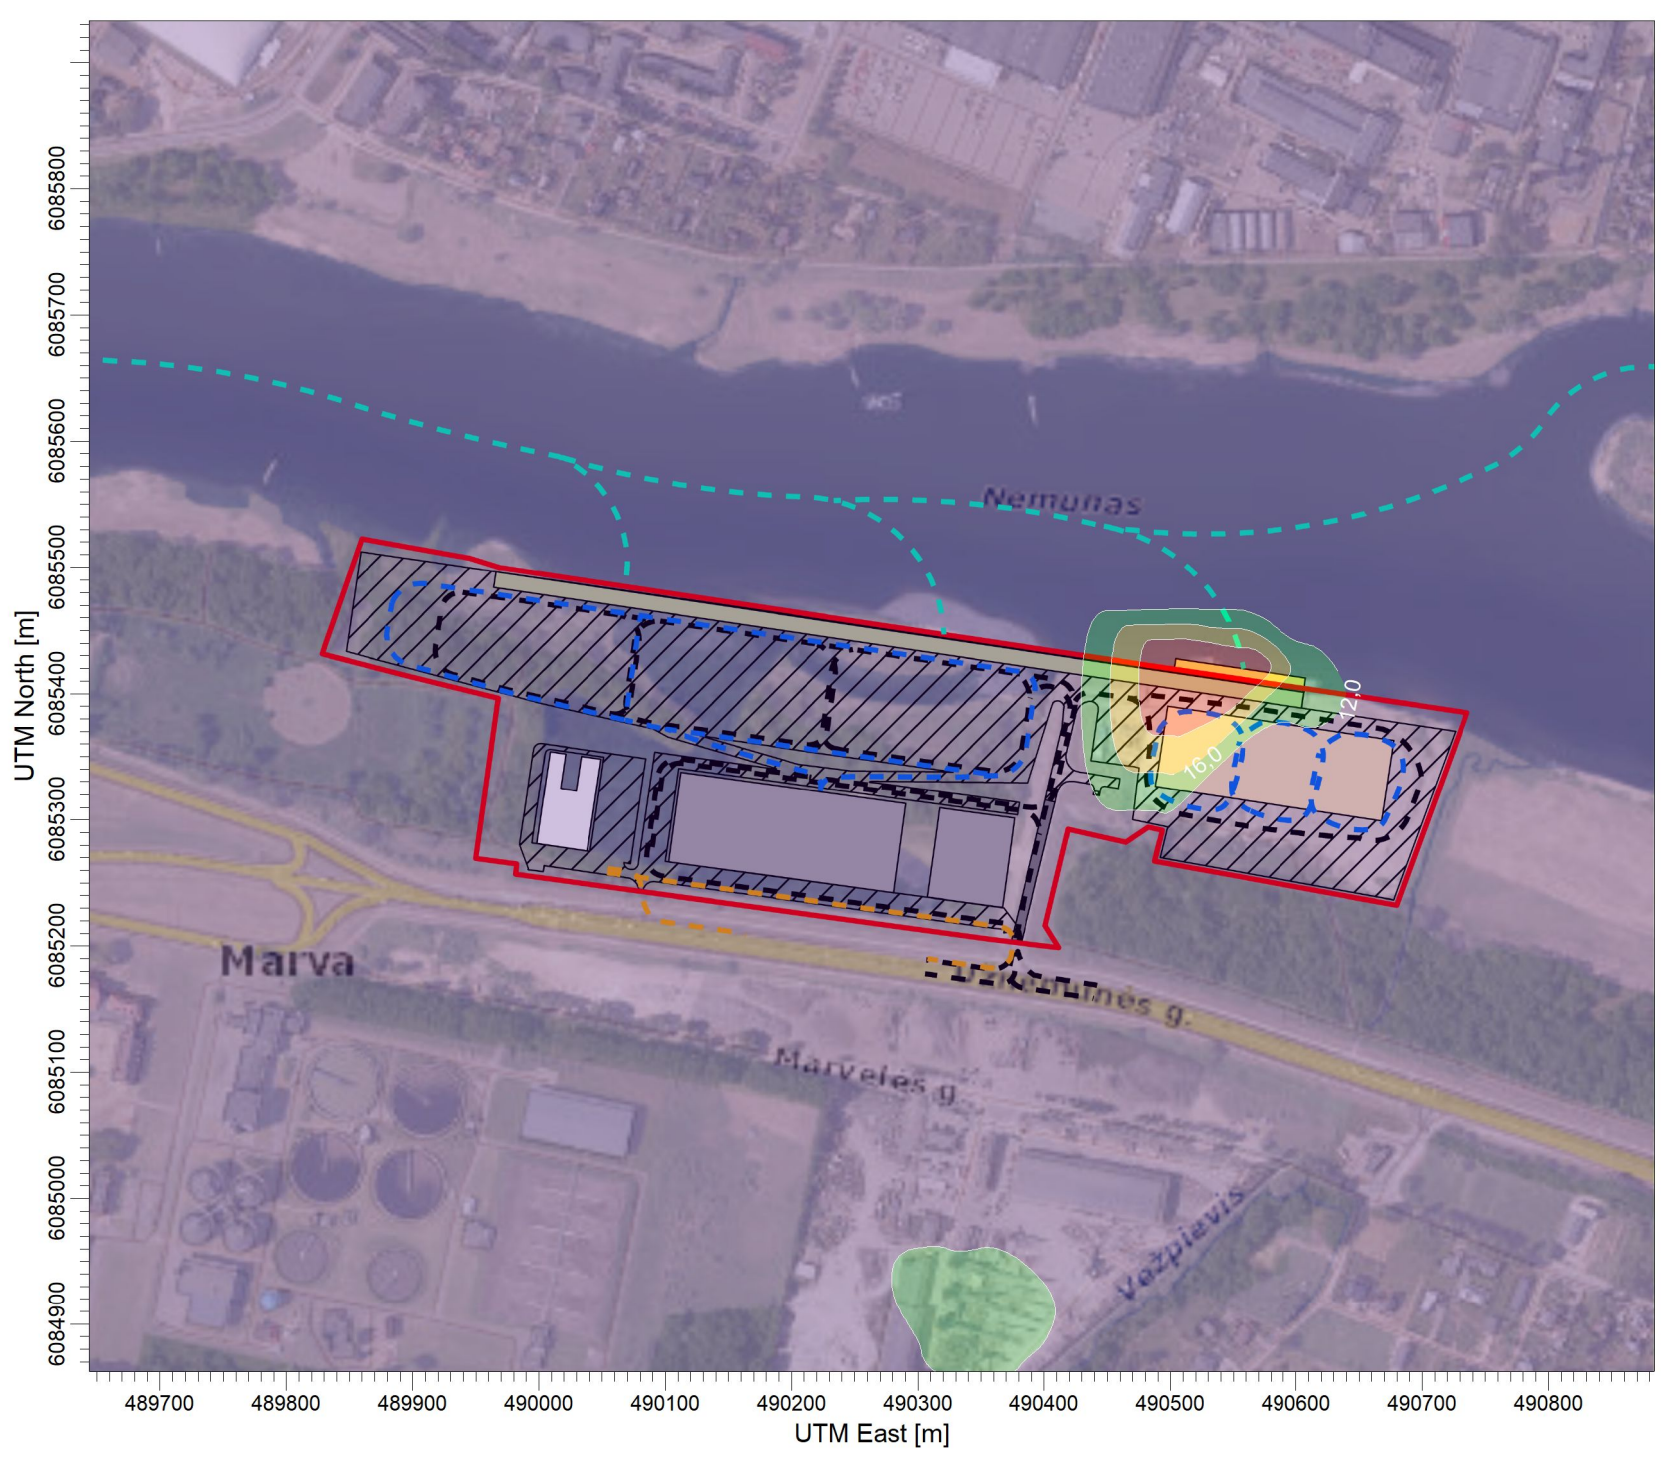 6085800
6085700
6085600
Nemunas
6085500
6085400
12,0
16,0
UTM North [m]
6085300
6085200
Marva
Užnemunės g.
6085100
Marvelės g.
6085000
Vežpievis
6084900
489700 489800 489900 490000 490100 490200 490300 490400 490500 490600 490700 490800
UTM East [m]